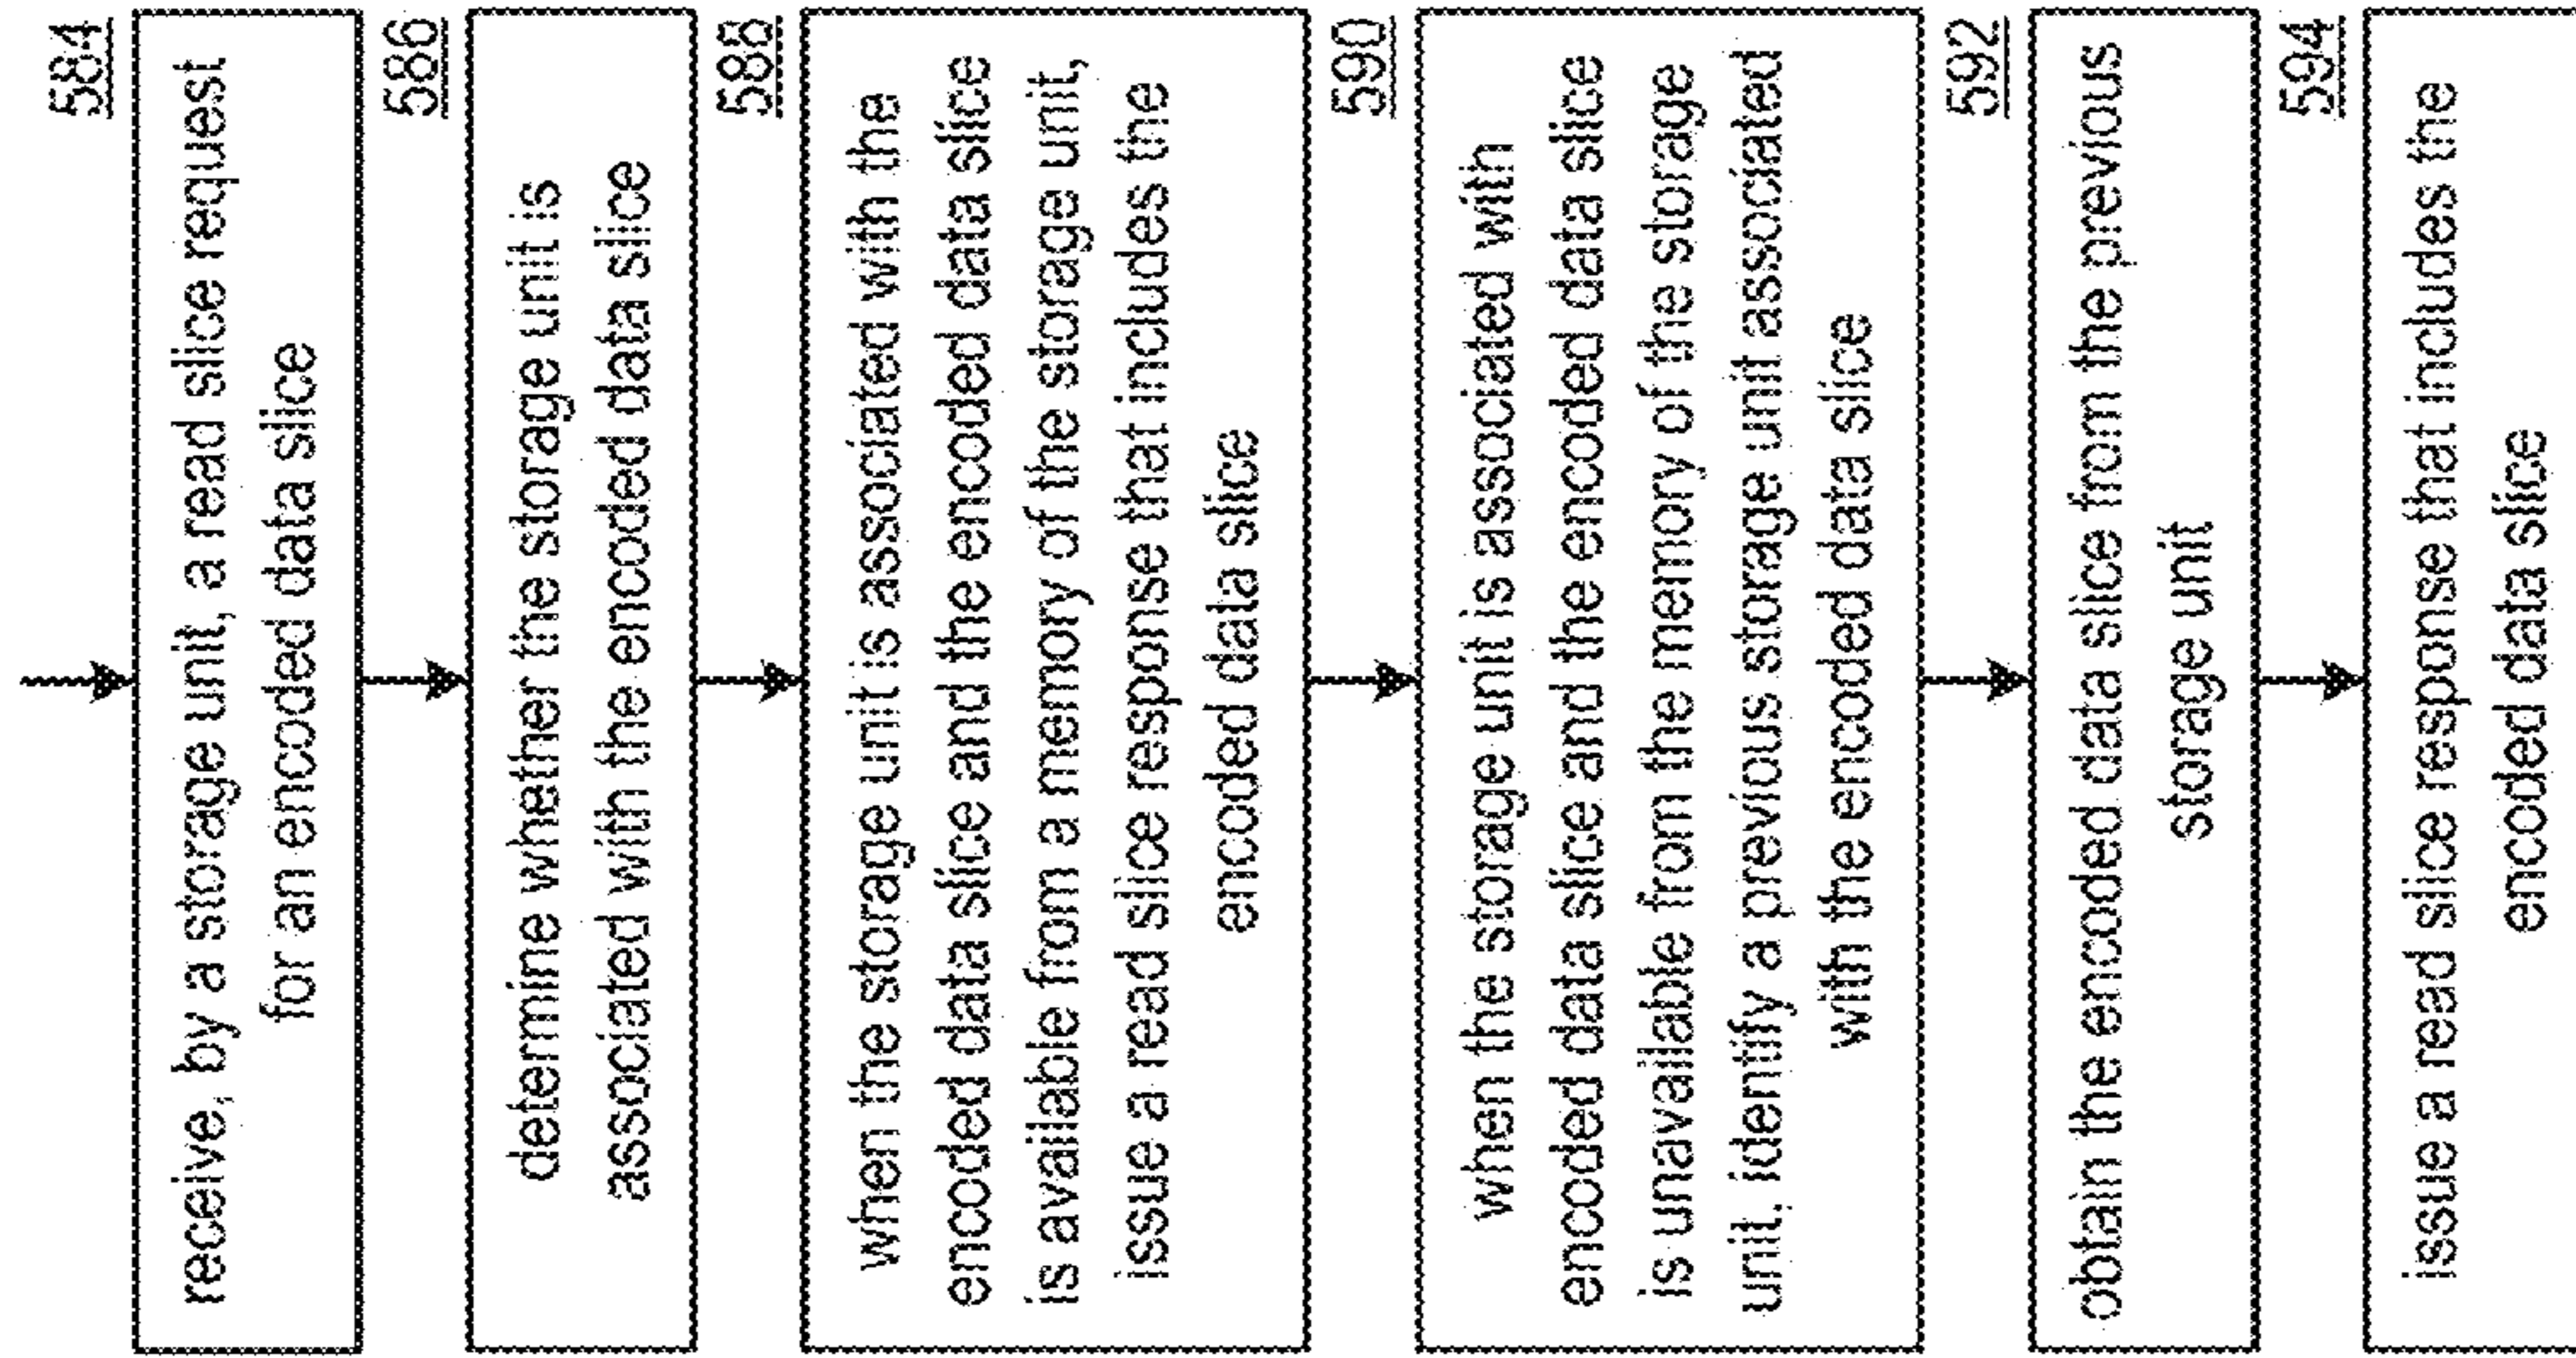 584
receive, by a storage unit, a read slice request
for an encoded data slice
586
determine whether the storage unit is
associated with the encoded data slice
588
when the storage unit is associated with the
encoded data slice and the encoded data slice
is available from a memory of the storage unit,
issue a read slice response that includes the
encoded data slice
590
when the storage unit is associated with
encoded data slice and the encoded data slice
is unavailable from the memory of the storage
unit, identify a previous storage unit associated
with the encoded data slice
592
obtain the encoded data slice from the previous
storage unit
594
issue a read slice response that includes the
encoded data slice